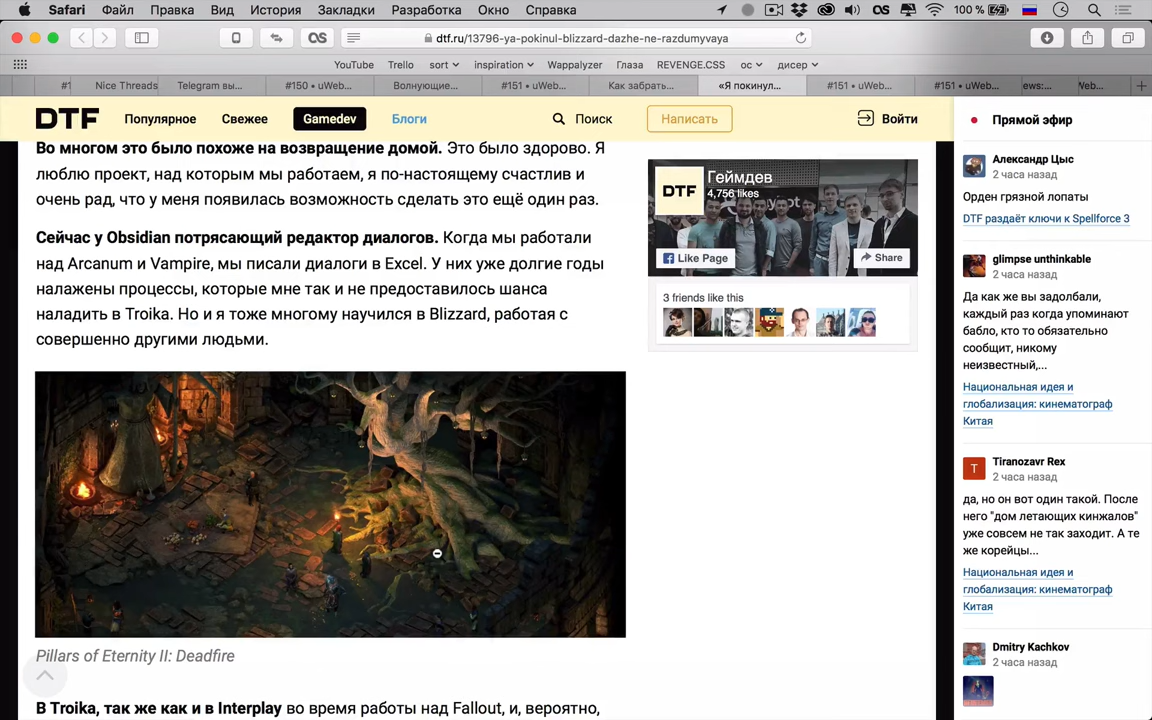 Safari Файл Правка Вид История Закладки Разработка Окно Справка 100 %
dtf.ru/13796-ya-pokinul-blizzard-dazhe-ne-razdumyvaya
YouTube Trello sort inspiration Wappalyzer Глаза REVENGE.CSS ос дисер
#1 Nice Threads Telegram вы... #150 • uWeb... Волнующие... #151 • uWeb... Как забрать... «Я покинул... #151 • uWeb... #151 • uWeb... ews:... Web...
DTF Популярное Свежее Gamedev Блоги Поиск Написать Войти
Во многом это было похоже на возвращение домой. Это было здорово. Я
люблю проект, над которым мы работаем, я по-настоящему счастлив и
очень рад, что у меня появилась возможность сделать это ещё один раз.
Сейчас у Obsidian потрясающий редактор диалогов. Когда мы работали
над Arcanum и Vampire, мы писали диалоги в Excel. У них уже долгие годы
налажены процессы, которые мне так и не предоставилось шанса
наладить в Troika. Но и я тоже многому научился в Blizzard, работая с
совершенно другими людьми.
Pillars of Eternity II: Deadfire
В Troika, так же как и в Interplay во время работы над Fallout, и, вероятно,
DTF
Геймдев
4,756 likes
Like Page Share
3 friends like this
Прямой эфир
Александр Цыс
2 часа назад
Орден грязной лопаты
DTF раздаёт ключи к Spellforce 3
glimpse unthinkable
2 часа назад
Да как же вы задолбали,
каждый раз когда упоминают
бабло, кто то обязательно
сообщит, никому
неизвестный,...
Национальная идея и
глобализация: кинематограф
Китая
T
Tiranozavr Rex
2 часа назад
да, но он вот один такой. После
него "дом летающих кинжалов"
уже совсем не так заходит. А те
же корейцы...
Национальная идея и
глобализация: кинематограф
Китая
Dmitry Kachkov
2 часа назад